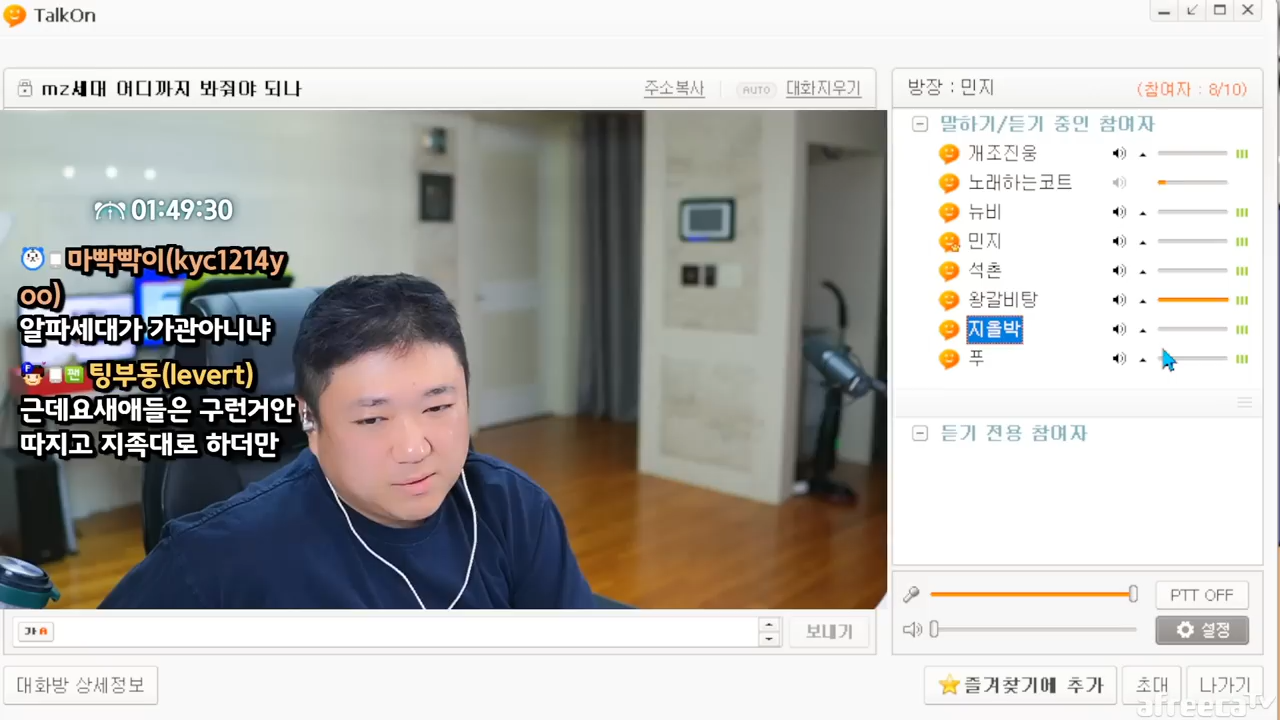 TalkOn
mz세대 어디까지 봐줘야 되나
주소복사
AUTO
대화지우기
방장 : 민지
(참여자 : 8/10)
말하기/듣기 중인 참여자
개조진웅
노래하는코트
뉴비
민지
석촌
왕갈비탕
지올박
푸
듣기 전용 참여자
01:49:30
마빡빡이(kyc1214y
oo)
알파세대가 가관아니냐
팬 팅부동(levert)
근데요새애들은 구런거안
따지고 지족대로 하더만
가
보내기
PTT OFF
설정
대화방 상세정보
즐겨찾기에 추가
초대
나가기
afreecaTV